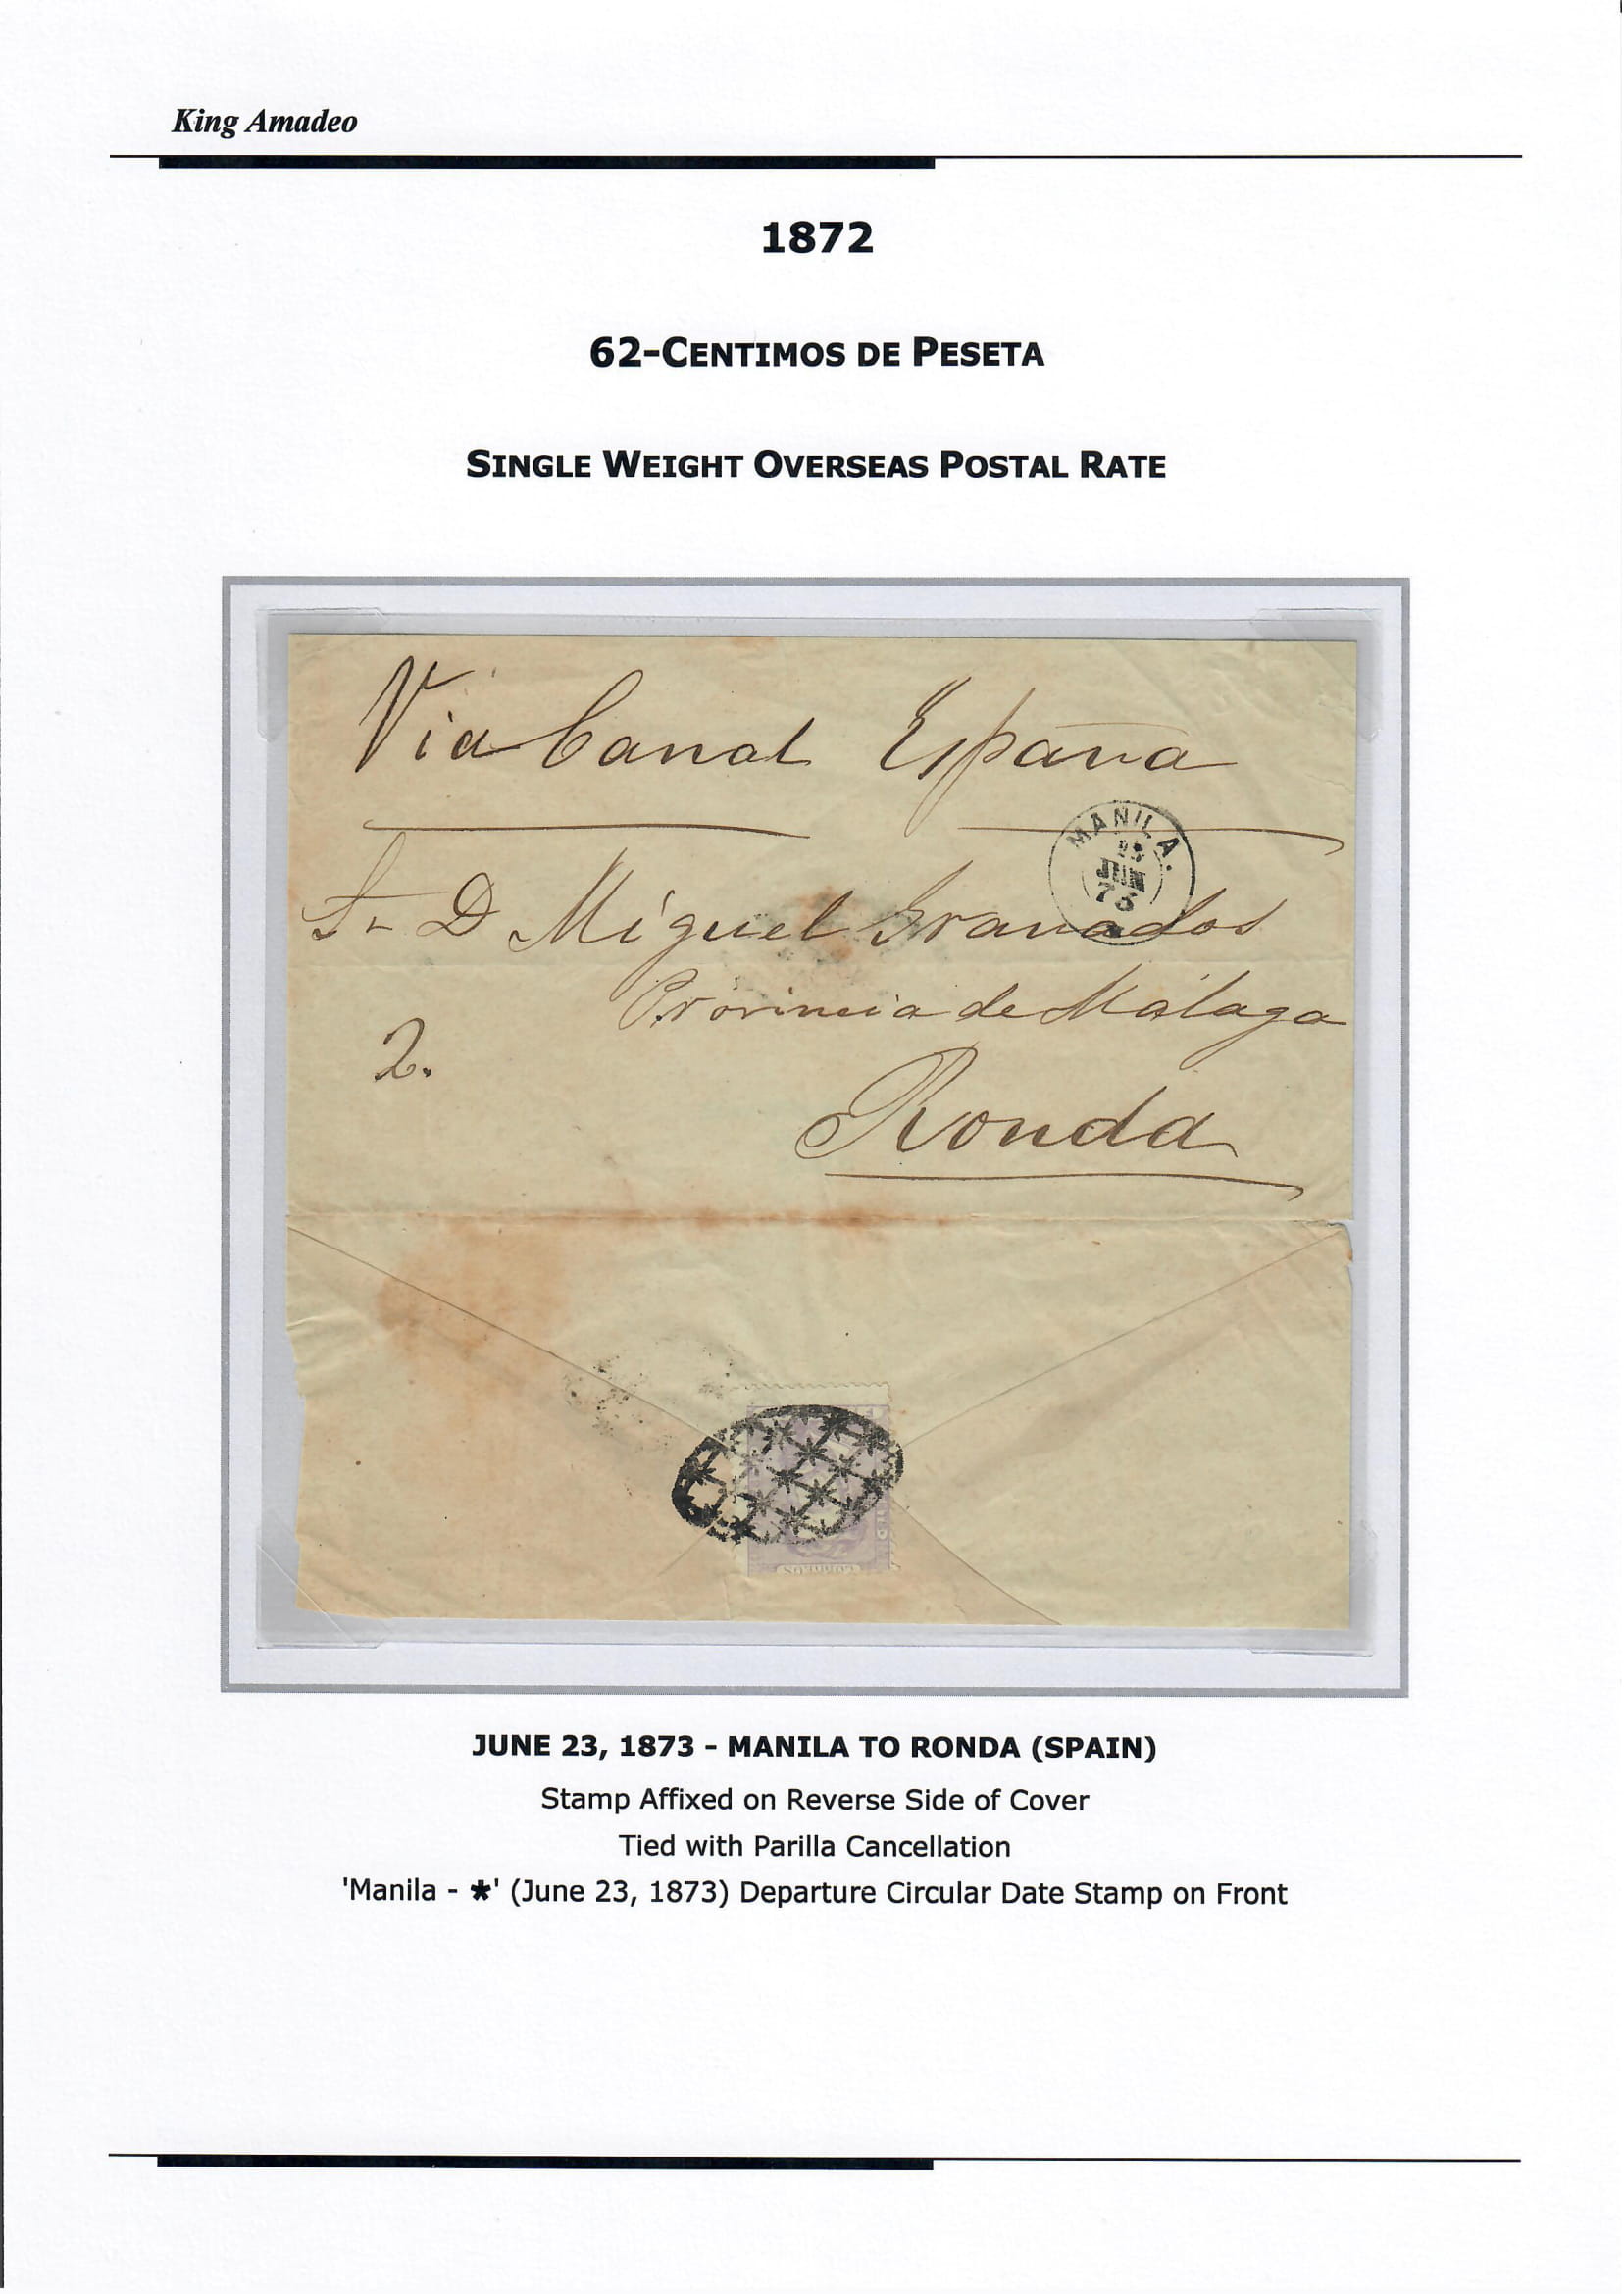 King Amadeo
1872
62-CENTIMOS DE PESETA
SINGLE WEIGHT OVERSEAS POSTAL RATE
Via Canal España
MANILA.
JUN
73
Sr D Miguel Granados
Provincia de Málaga
2.
Ronda
CORREOS
JUNE 23, 1873 - MANILA TO RONDA (SPAIN)
Stamp Affixed on Reverse Side of Cover
Tied with Parilla Cancellation
'Manila - *' (June 23, 1873) Departure Circular Date Stamp on Front